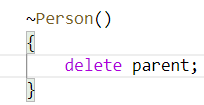 ~Person()
{
    delete parent;
}